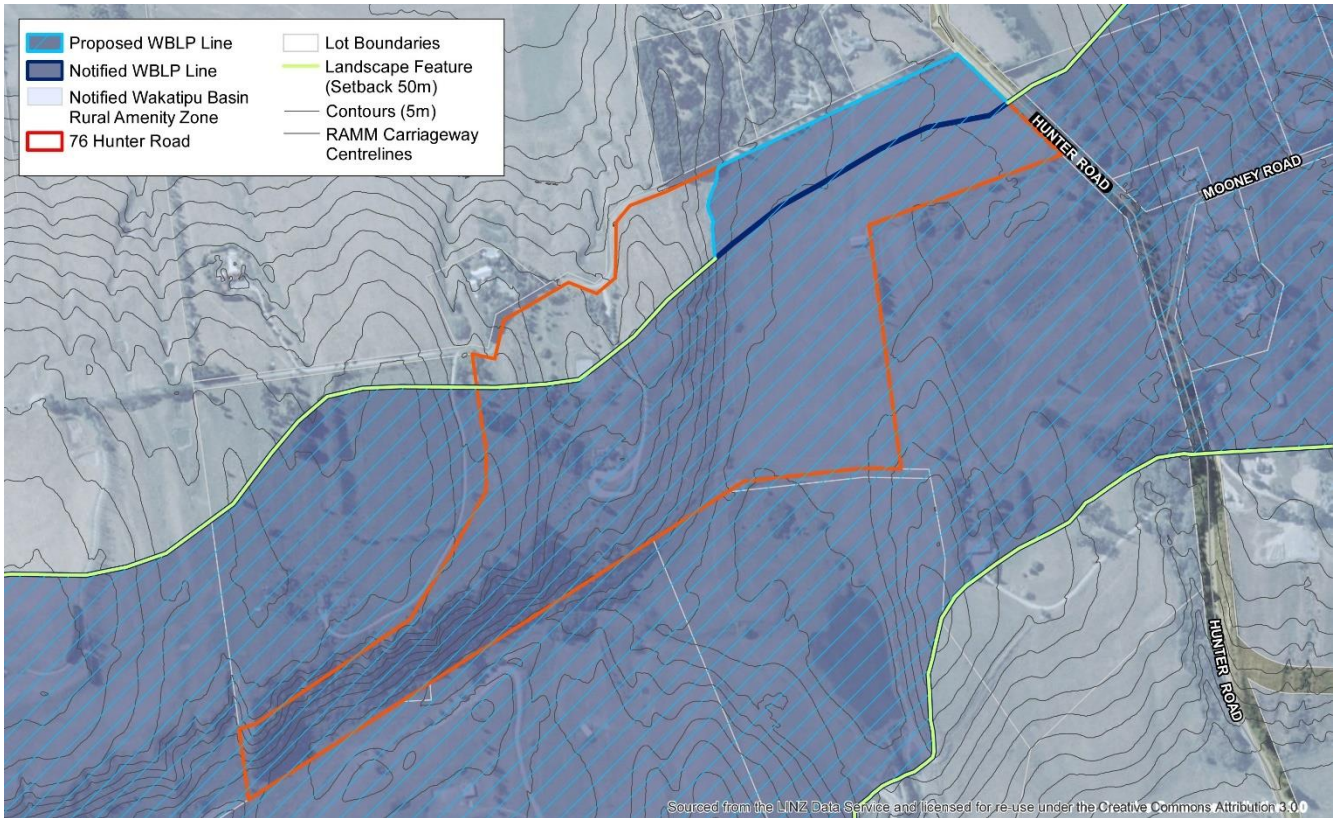 Proposed WBLP Line
Notified WBLP Line
Notified Wakatipu Basin
Rural Amenity Zone
76 Hunter Road
Lot Boundaries
Landscape Feature
(Setback 50m)
Contours (5m)
RAMM Carriageway
Centrelines
HUNTER ROAD
MOONEY ROAD
HUNTER ROAD
Sourced from the LINZ Data Service and licensed for re-use under the Creative Commons Attribution 3.0